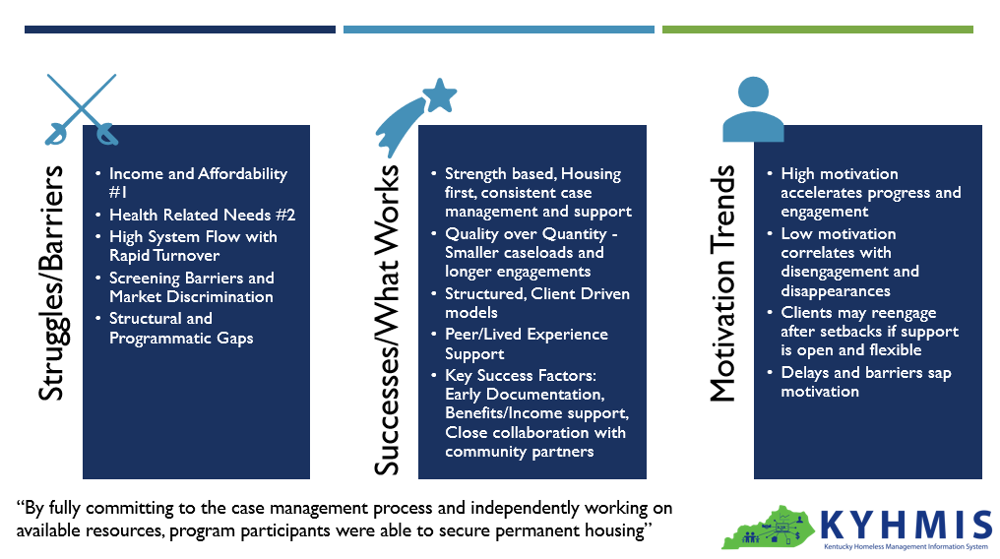 Struggles/Barriers
• Income and Affordability
#1
• Health Related Needs #2
• High System Flow with
Rapid Turnover
• Screening Barriers and
Market Discrimination
• Structural and
Programmatic Gaps
Successes/What Works
• Strength based, Housing
first, consistent case
management and support
• Quality over Quantity -
Smaller caseloads and
longer engagements
• Structured, Client Driven
models
• Peer/Lived Experience
Support
• Key Success Factors:
Early Documentation,
Benefits/Income support,
Close collaboration with
community partners
Motivation Trends
• High motivation
accelerates progress and
engagement
• Low motivation
correlates with
disengagement and
disappearances
• Clients may reengage
after setbacks if support
is open and flexible
• Delays and barriers sap
motivation
“By fully committing to the case management process and independently working on
available resources, program participants were able to secure permanent housing”
KYHMIS
Kentucky Homeless Management Information System